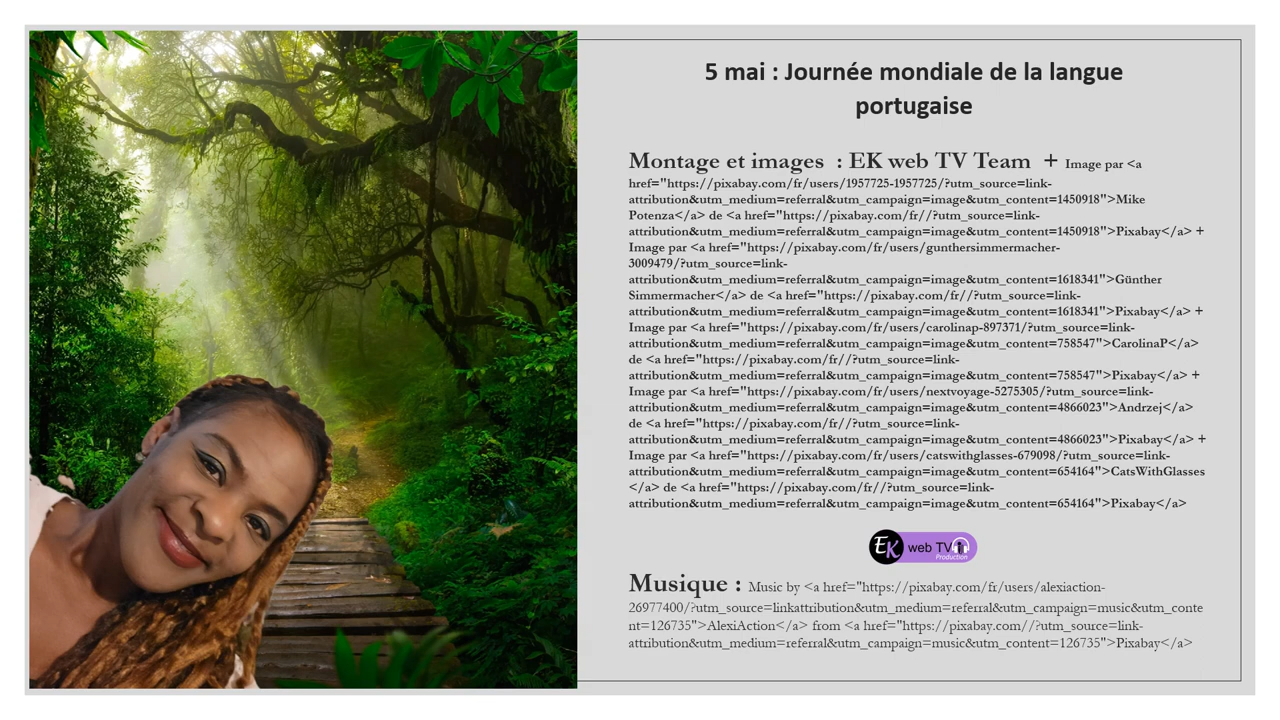 5 mai : Journée mondiale de la langue
portugaise
Montage et images  : EK web TV Team  + Image par <a
href="https://pixabay.com/fr/users/1957725-1957725/?utm_source=link-
attribution&utm_medium=referral&utm_campaign=image&utm_content=1450918">Mike
Potenza</a> de <a href="https://pixabay.com/fr//?utm_source=link-
attribution&utm_medium=referral&utm_campaign=image&utm_content=1450918">Pixabay</a> +
Image par <a href="https://pixabay.com/fr/users/gunthersimmermacher-
3009479/?utm_source=link-
attribution&utm_medium=referral&utm_campaign=image&utm_content=1618341">Günther
Simmermacher</a> de <a href="https://pixabay.com/fr//?utm_source=link-
attribution&utm_medium=referral&utm_campaign=image&utm_content=1618341">Pixabay</a> +
Image par <a href="https://pixabay.com/fr/users/carolinap-897371/?utm_source=link-
attribution&utm_medium=referral&utm_campaign=image&utm_content=758547">CarolinaP</a>
de <a href="https://pixabay.com/fr//?utm_source=link-
attribution&utm_medium=referral&utm_campaign=image&utm_content=758547">Pixabay</a> +
Image par <a href="https://pixabay.com/fr/users/nextvoyage-5275305/?utm_source=link-
attribution&utm_medium=referral&utm_campaign=image&utm_content=4866023">Andrzej</a>
de <a href="https://pixabay.com/fr//?utm_source=link-
attribution&utm_medium=referral&utm_campaign=image&utm_content=4866023">Pixabay</a> +
Image par <a href="https://pixabay.com/fr/users/catswithglasses-679098/?utm_source=link-
attribution&utm_medium=referral&utm_campaign=image&utm_content=654164">CatsWithGlasses
</a> de <a href="https://pixabay.com/fr//?utm_source=link-
attribution&utm_medium=referral&utm_campaign=image&utm_content=654164">Pixabay</a>
EK web TV
Production
Musique : Music by <a href="https://pixabay.com/fr/users/alexiaction-
26977400/?utm_source=linkattribution&utm_medium=referral&utm_campaign=music&utm_conte
nt=126735">AlexiAction</a> from <a href="https://pixabay.com//?utm_source=link-
attribution&utm_medium=referral&utm_campaign=music&utm_content=126735">Pixabay</a>